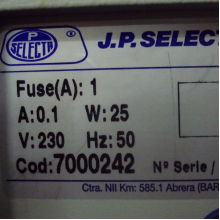 P
SELECTA
J.P. SELECT
Fuse(A): 1
A:0.1 W:25
V:230 Hz:50
Cod:7000242
Nº Serie /
Ctra. NII Km: 585.1 Abrera (BAR